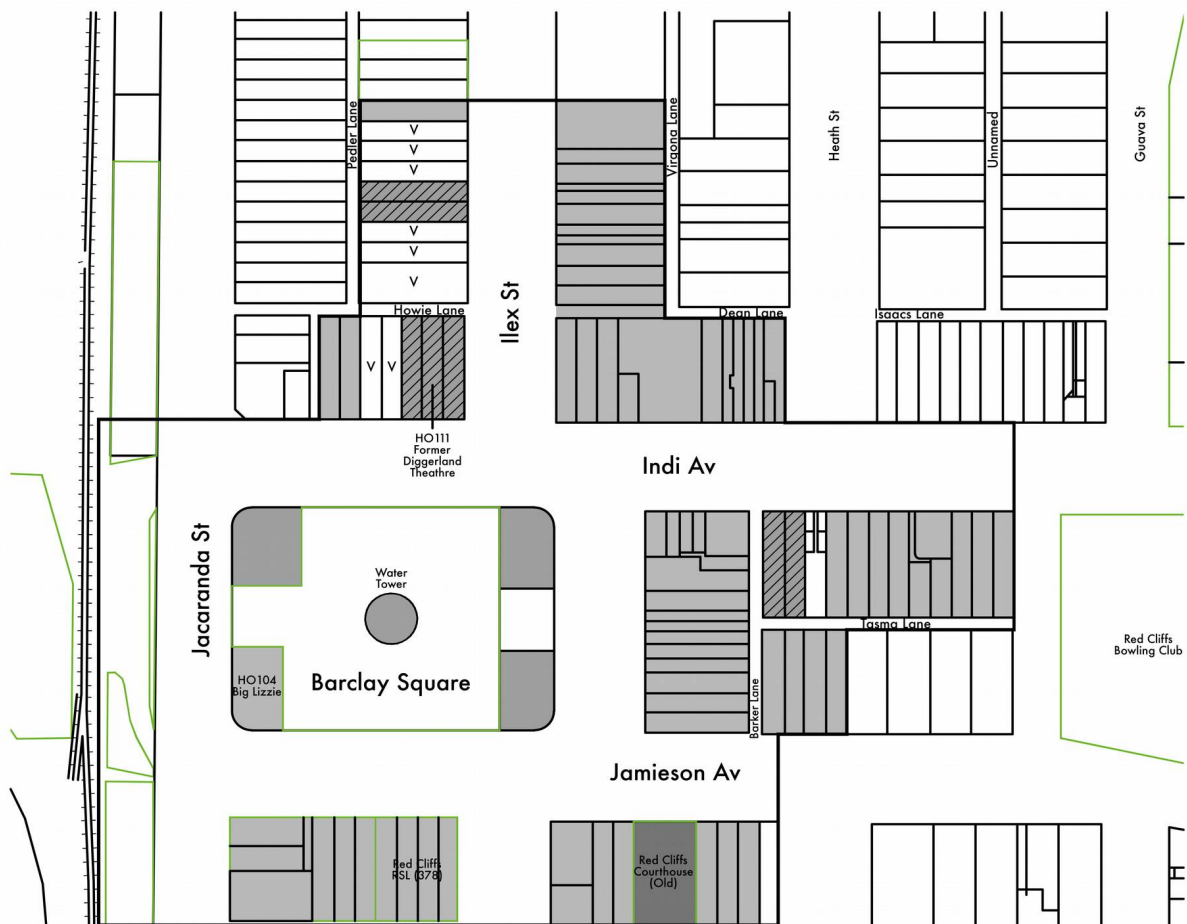 Pedler Lane
V
V
V
V
V
V
Virgona Lane
Heath St
Unnamed
Guava St
Ilex St
Howie Lane
Dean Lane
Isaacs Lane
V V
HO111
Former
Diggerland
Theathre
Indi Av
Jacaranda St
Water
Tower
HO104
Big Lizzie
Barclay Square
Barker Lane
Tasma Lane
Red Cliffs
Bowling Club
Jamieson Av
Red Cliffs
RSL (378)
Red Cliffs
Courthouse
(Old)